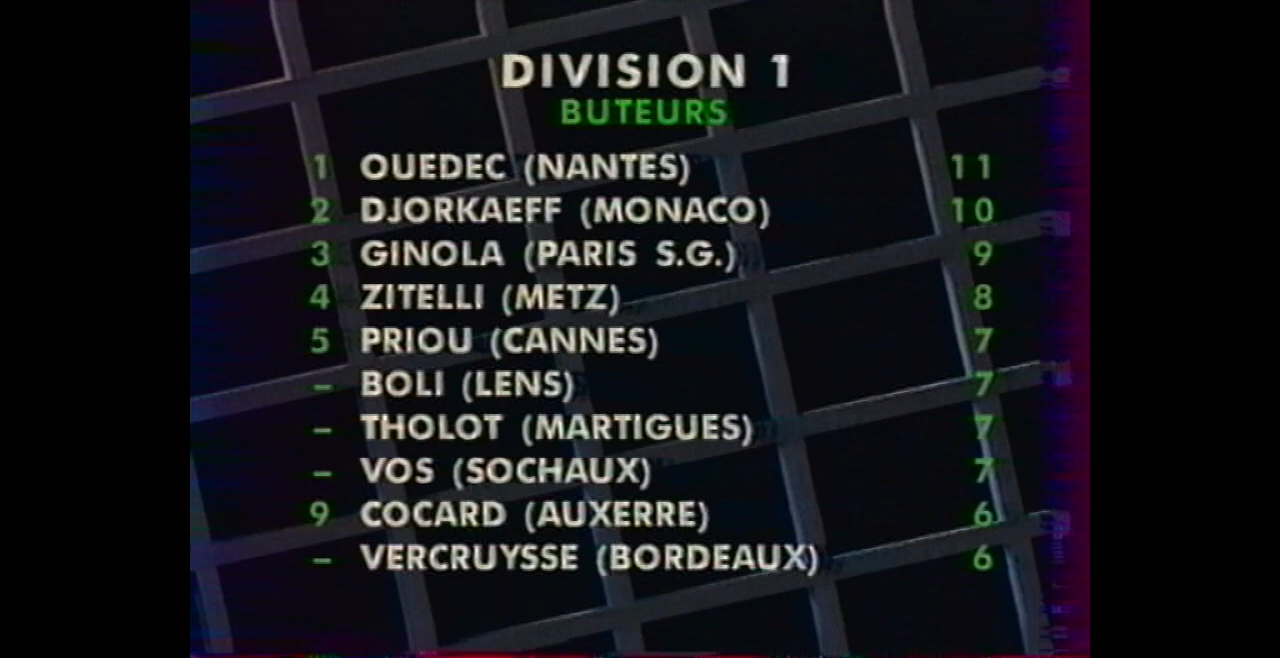 DIVISION 1
BUTEURS
1 OUEDEC (NANTES) 11
2 DJORKAEFF (MONACO) 10
3 GINOLA (PARIS S.G.) 9
4 ZITELLI (METZ) 8
5 PRIOU (CANNES) 7
– BOLI (LENS) 7
– THOLOT (MARTIGUES) 7
– VOS (SOCHAUX) 7
9 COCARD (AUXERRE) 6
– VERCRUYSSE (BORDEAUX) 6